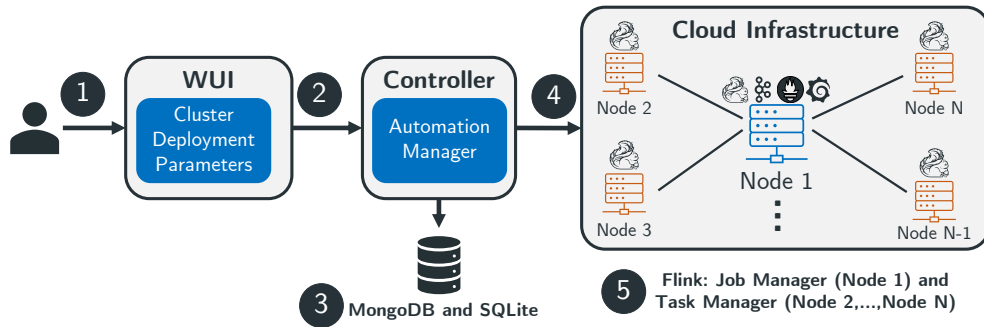 1
WUI
Cluster
Deployment
Parameters
2
Controller
Automation
Manager
3
MongoDB and SQLite
4
Cloud Infrastructure
Node 2
Node N
Node 1
Node 3
Node N-1
5
Flink: Job Manager (Node 1) and
Task Manager (Node 2,...,Node N)